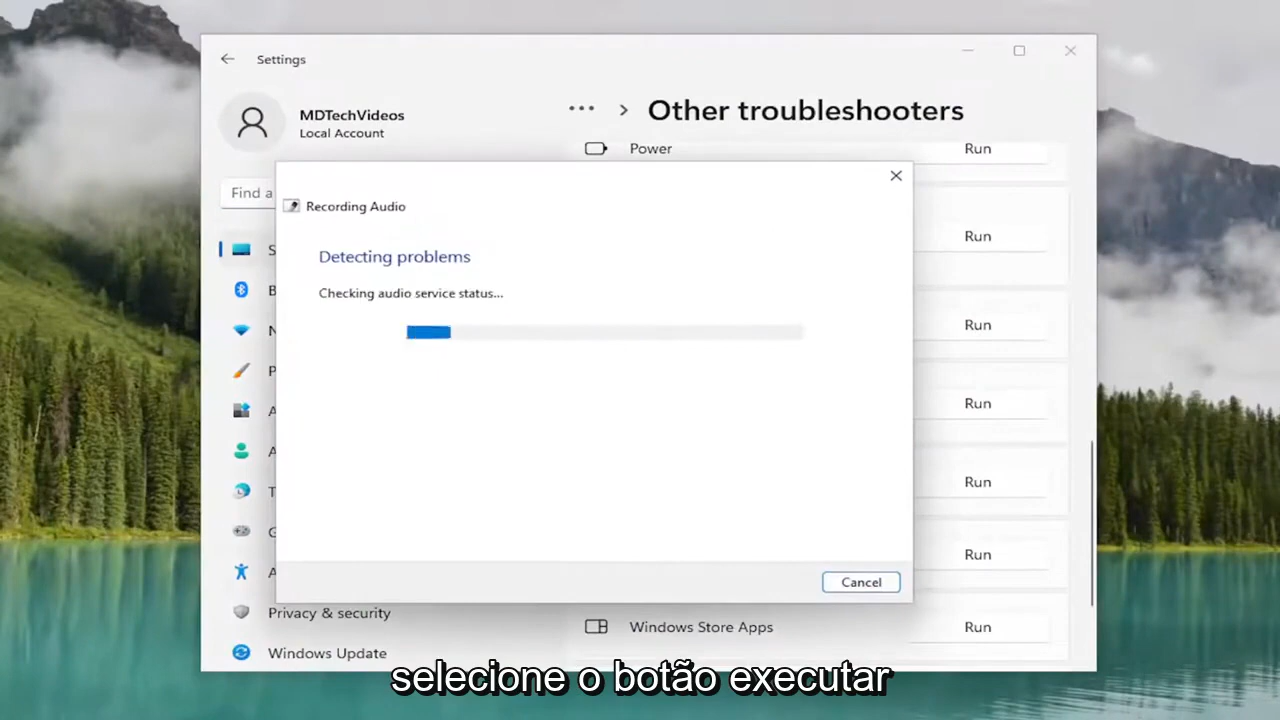 Settings
MDTechVideos
Local Account
Other troubleshooters
Power
Run
Find a
Recording Audio
Detecting problems
Checking audio service status...
Run
Run
Run
Run
Run
Cancel
S
B
N
P
A
A
T
G
A
Privacy & security
Windows Update
Windows Store Apps
Run
selecione o botão executar